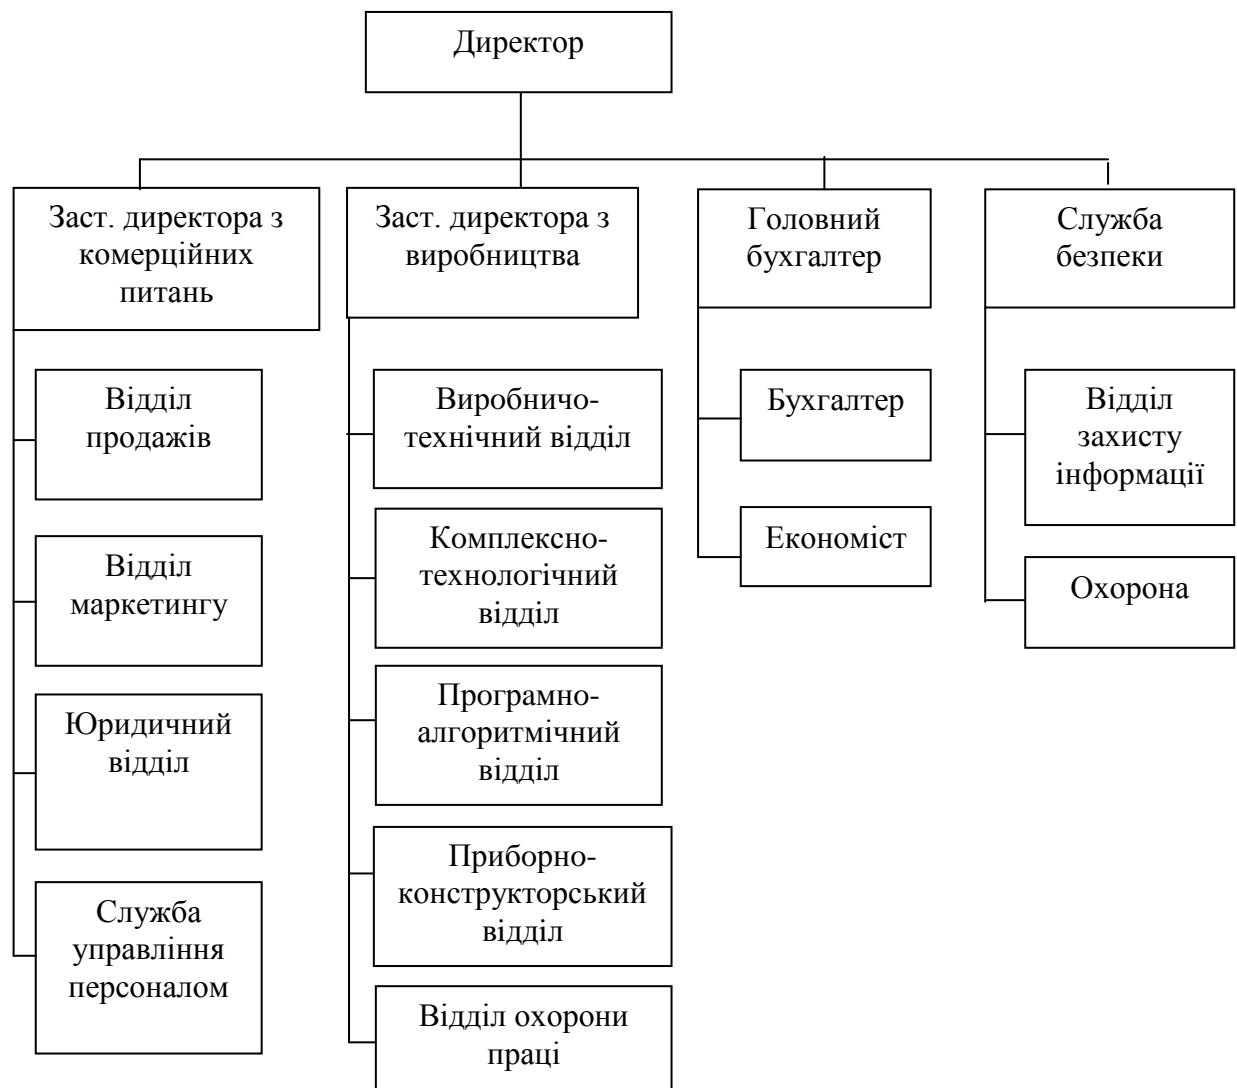 Директор
Заст. директора з
комерційних
питань
Заст. директора з
виробництва
Головний
бухгалтер
Служба
безпеки
Відділ
продажів
Відділ
маркетингу
Юридичний
відділ
Служба
управління
персоналом
Виробничо-
технічний відділ
Комплексно-
технологічний
відділ
Програмно-
алгоритмічний
відділ
Приборно-
конструкторський
відділ
Відділ охорони
праці
Бухгалтер
Економіст
Відділ
захисту
інформації
Охорона